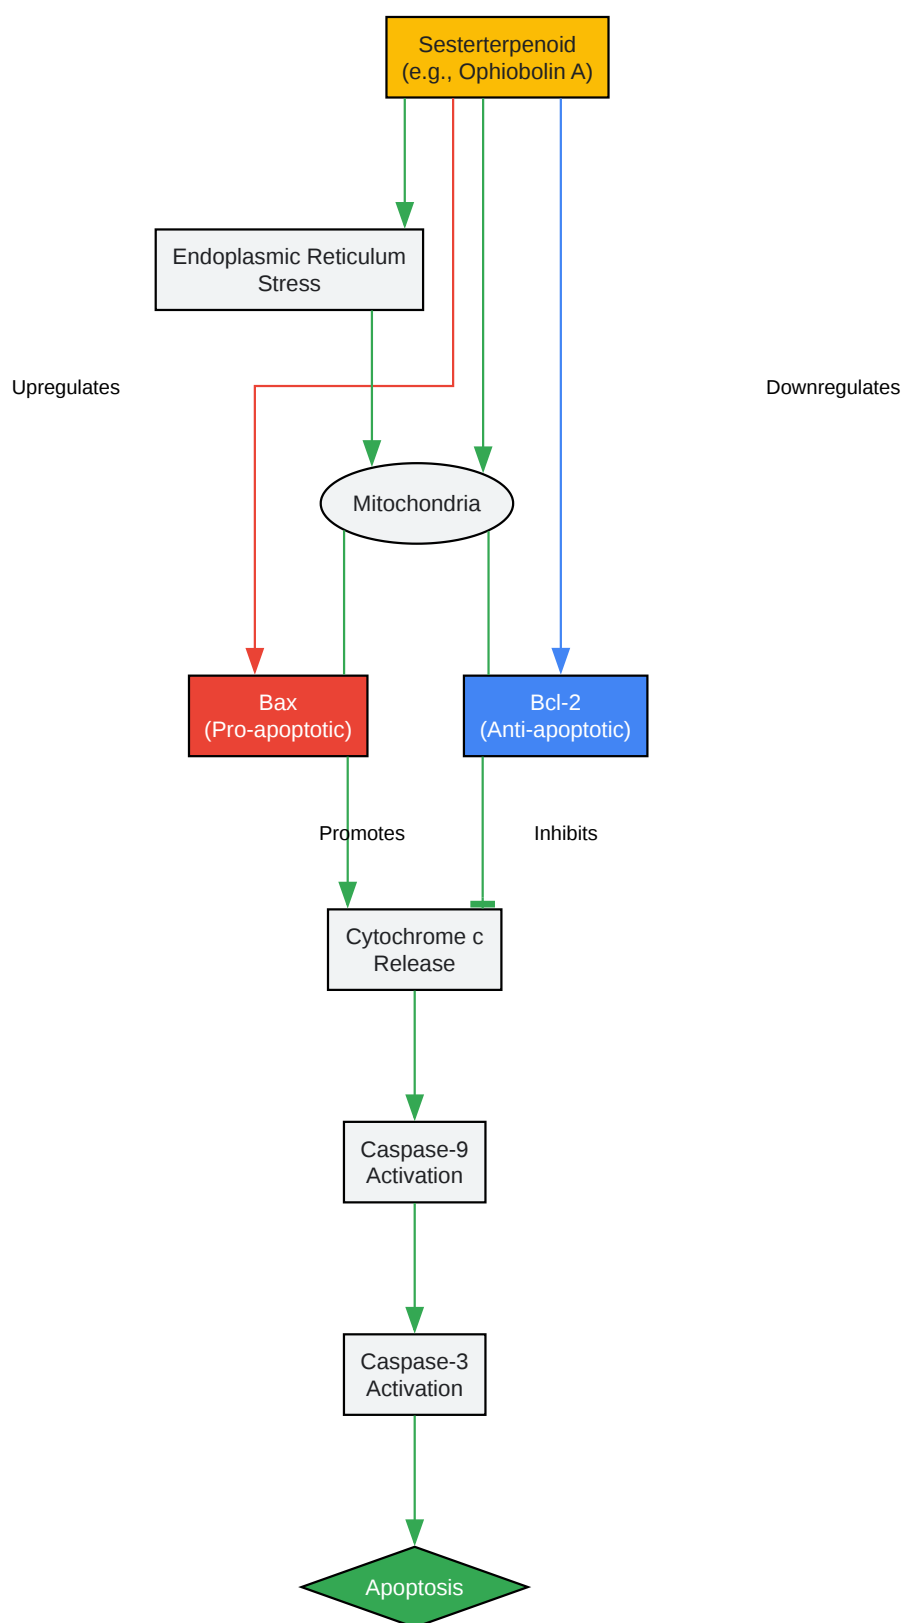 Sesterterpenoid
(e.g., Ophiobolin A)
Endoplasmic Reticulum
Stress
Upregulates
Downregulates
Mitochondria
Bax
(Pro-apoptotic)
Bcl-2
(Anti-apoptotic)
Promotes
Inhibits
Cytochrome c
Release
Caspase-9
Activation
Caspase-3
Activation
Apoptosis